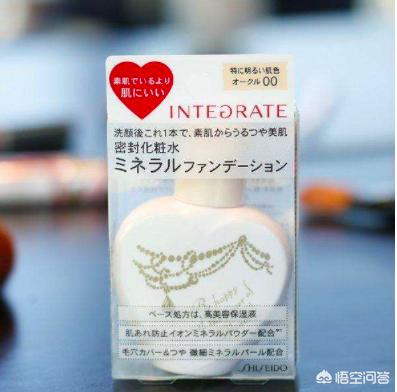 素肌でいるより
肌にいい
特に明るい肌色
オークル00
INTEGRATE
洗顔後これ1本で、素肌からうるつや美肌
密封化粧水
ミネラルファンデーション
ベース処方は、高美容保湿液
肌あれ防止イオンミネラルパウダー配合
毛穴カバー&つや 微細ミネラルパール配合
SHISEIDO
悟空问答